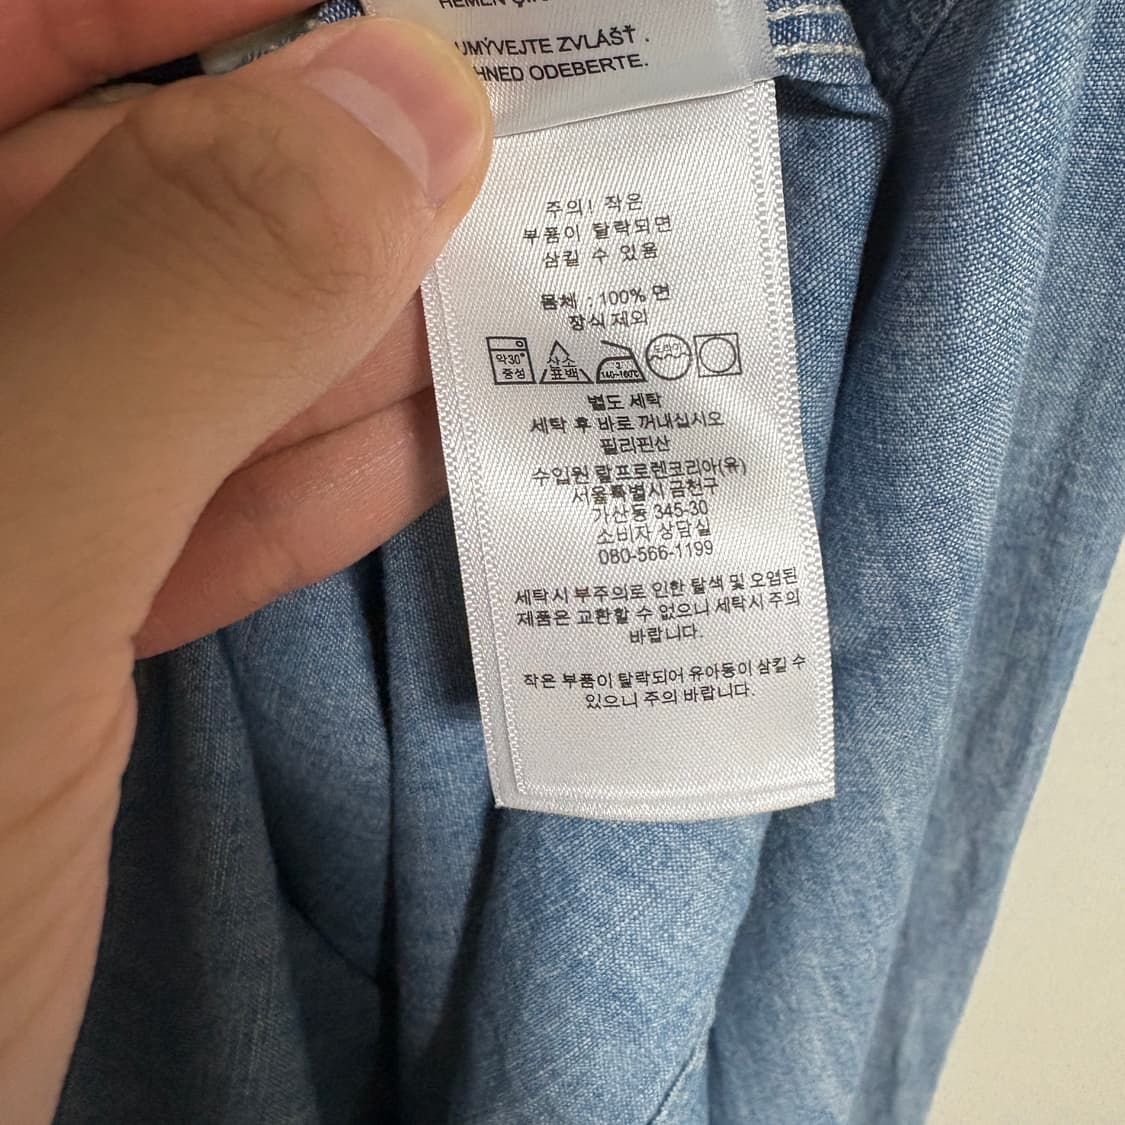 HEMEN
UMÝVEJTE ZVLÁŠŤ.
HNED ODEBERTE.
주의! 작은
부품이 탈락되면
삼킬 수 있음
몸체 : 100% 면
장식 제외
약30°
중성
산소
표백
3
140~160℃
별도 세탁
세탁 후 바로 꺼내십시오
필리핀산
수입원 랄프로렌코리아(유)
서울특별시 금천구
가산동 345-30
소비자 상담실
080-566-1199
세탁시 부주의로 인한 탈색 및 오염된
제품은 교환할 수 없으니 세탁시 주의
바랍니다.
작은 부품이 탈락되어 유아동이 삼킬 수
있으니 주의 바랍니다.